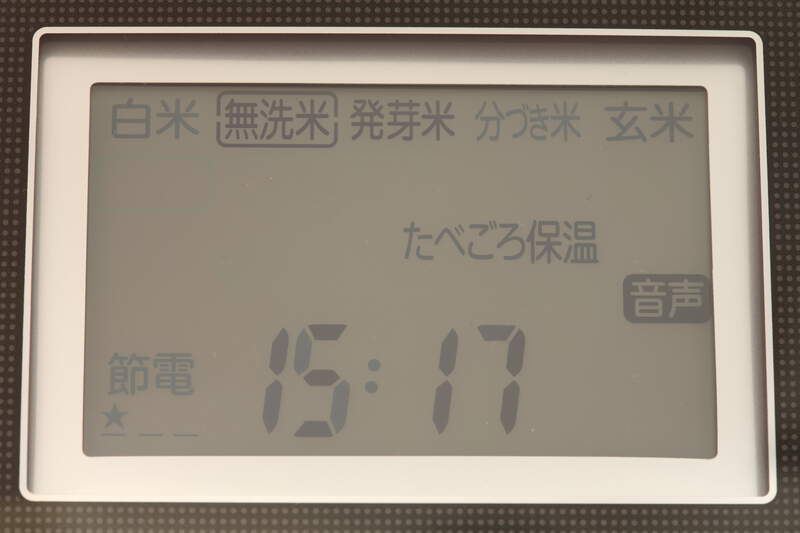 白米 無洗米 発芽米 分づき米 玄米
たべごろ保温
音声
節電 15:17
★